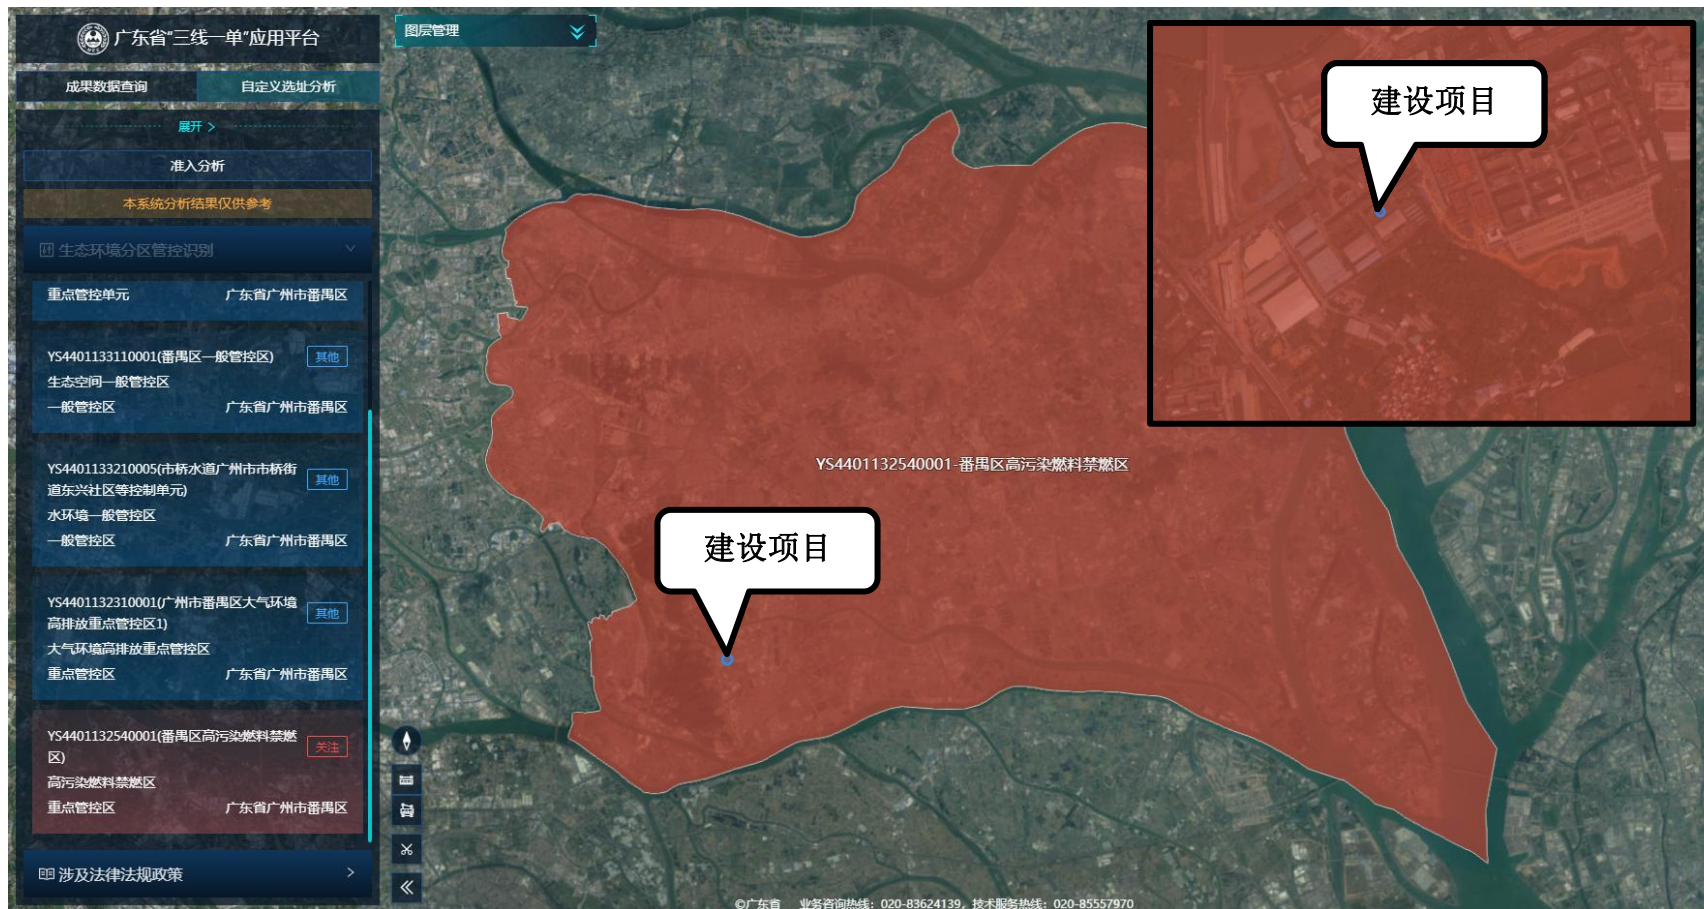 广东省“三线一单”应用平台
成果数据查询
自定义选址分析
展开 >
准入分析
本系统分析结果仅供参考
生态环境分区管控识别
重点管控单元 广东省广州市番禺区
YS4401133110001(番禺区一般管控区) 其他
生态空间一般管控区
一般管控区 广东省广州市番禺区
YS4401133210005(市桥水道广州市市桥街
道东兴社区等控制单元) 其他
水环境一般管控区
一般管控区 广东省广州市番禺区
YS4401132310001(广州市番禺区大气环境
高排放重点管控区1) 其他
大气环境高排放重点管控区
重点管控区 广东省广州市番禺区
YS4401132540001(番禺区高污染燃料禁燃
区) 关注
高污染燃料禁燃区
重点管控区 广东省广州市番禺区
涉及法律法规政策
图层管理
建设项目
YS4401132540001-番禺区高污染燃料禁燃区
建设项目
©广东省 业务咨询热线：020-83624139，技术服务热线：020-85557970